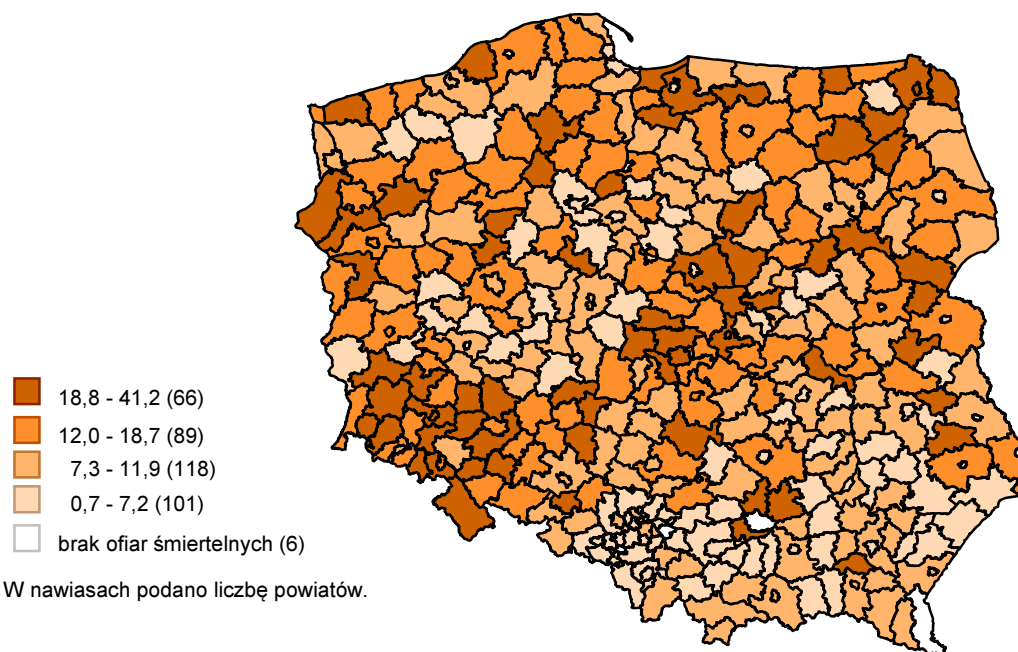 18,8 - 41,2 (66)
12,0 - 18,7 (89)
7,3 - 11,9 (118)
0,7 - 7,2 (101)
brak ofiar śmiertelnych (6)
W nawiasach podano liczbę powiatów.